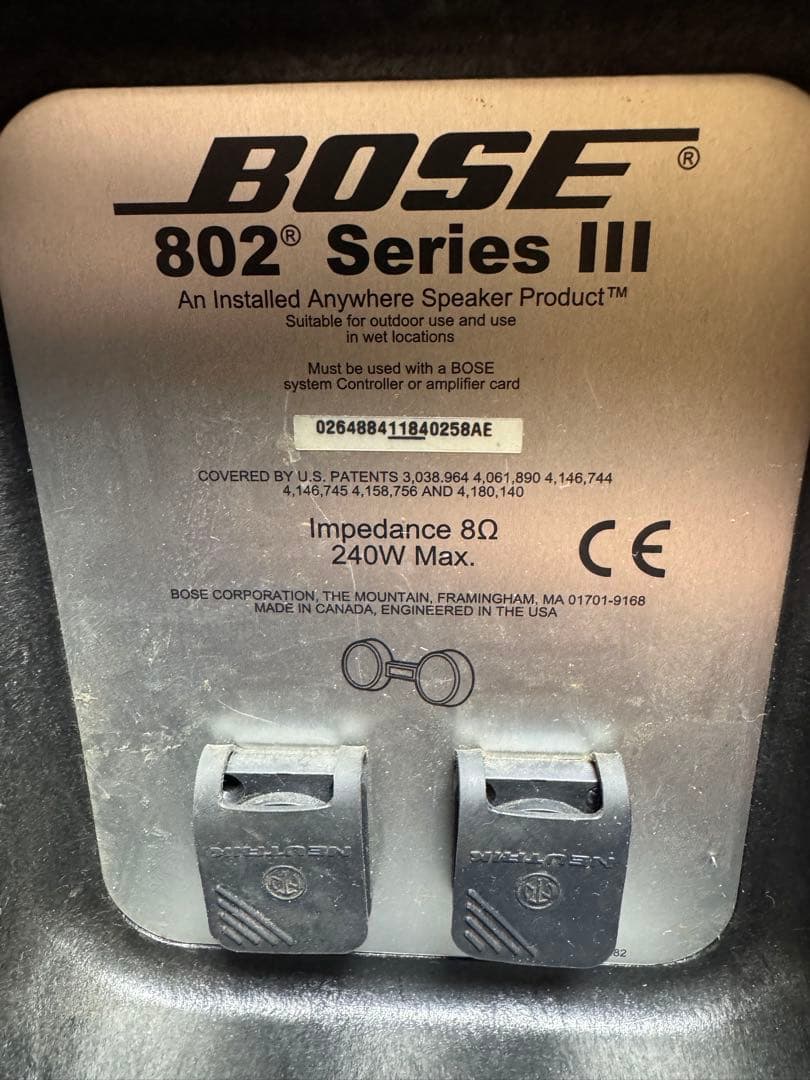 BOSE®
802® Series III
An Installed Anywhere Speaker Product™
Suitable for outdoor use and use
in wet locations
Must be used with a BOSE
system Controller or amplifier card
026488411840258AE
COVERED BY U.S. PATENTS 3,038.964 4,061,890 4,146,744
4,146,745 4,158,756 AND 4,180,140
Impedance 8Ω
240W Max.
CE
BOSE CORPORATION, THE MOUNTAIN, FRAMINGHAM, MA 01701-9168
MADE IN CANADA, ENGINEERED IN THE USA
NEUTRIK
NEUTRIK